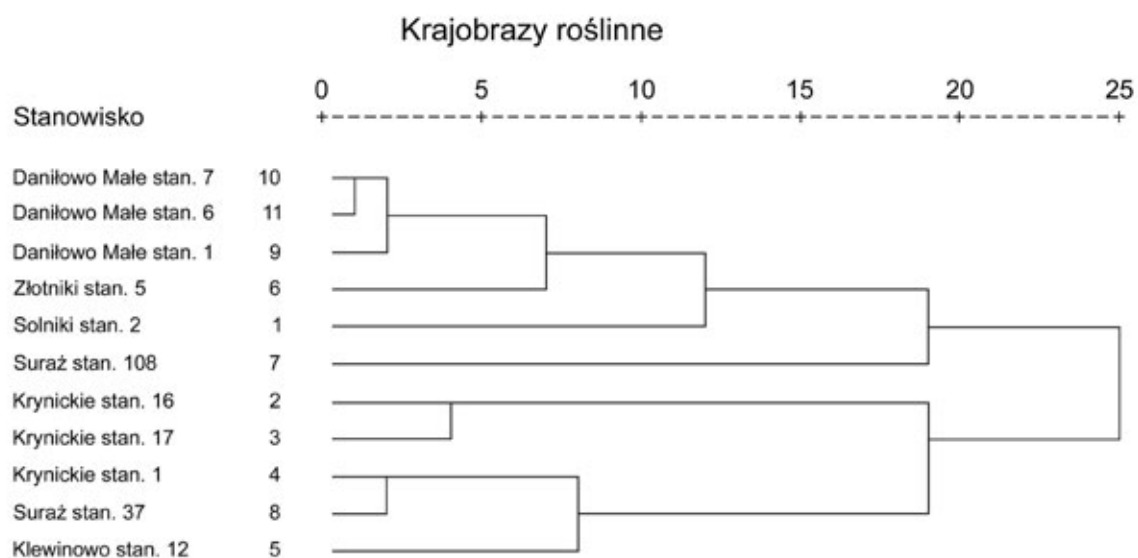 Krajobrazy roślinne
0 5 10 15 20 25
Stanowisko
Daniłowo Małe stan. 7 10
Daniłowo Małe stan. 6 11
Daniłowo Małe stan. 1 9
Złotniki stan. 5 6
Solniki stan. 2 1
Suraż stan. 108 7
Krynickie stan. 16 2
Krynickie stan. 17 3
Krynickie stan. 1 4
Suraż stan. 37 8
Klewinowo stan. 12 5